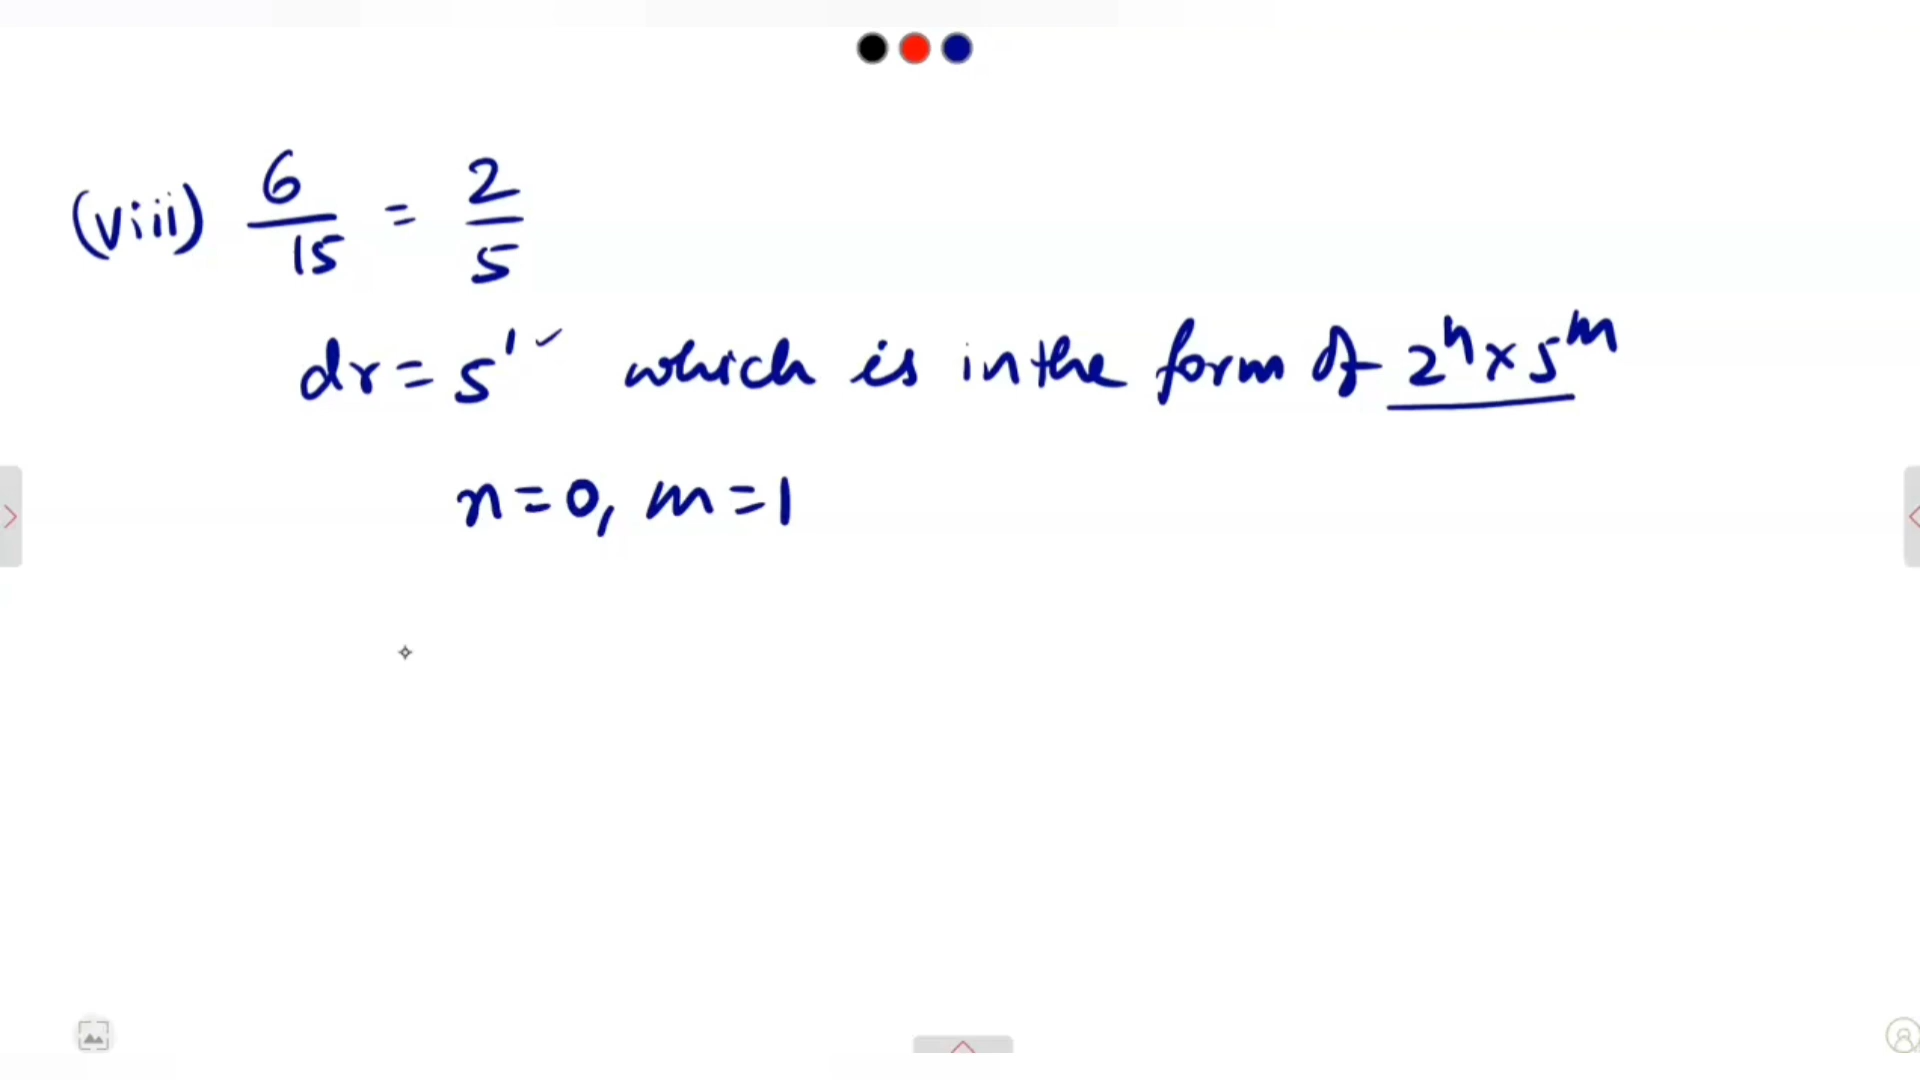 (viii) 6/15 = 2/5
dr = 5¹ ✓ which is in the form of 2ⁿ × 5ᵐ
n = 0, m = 1